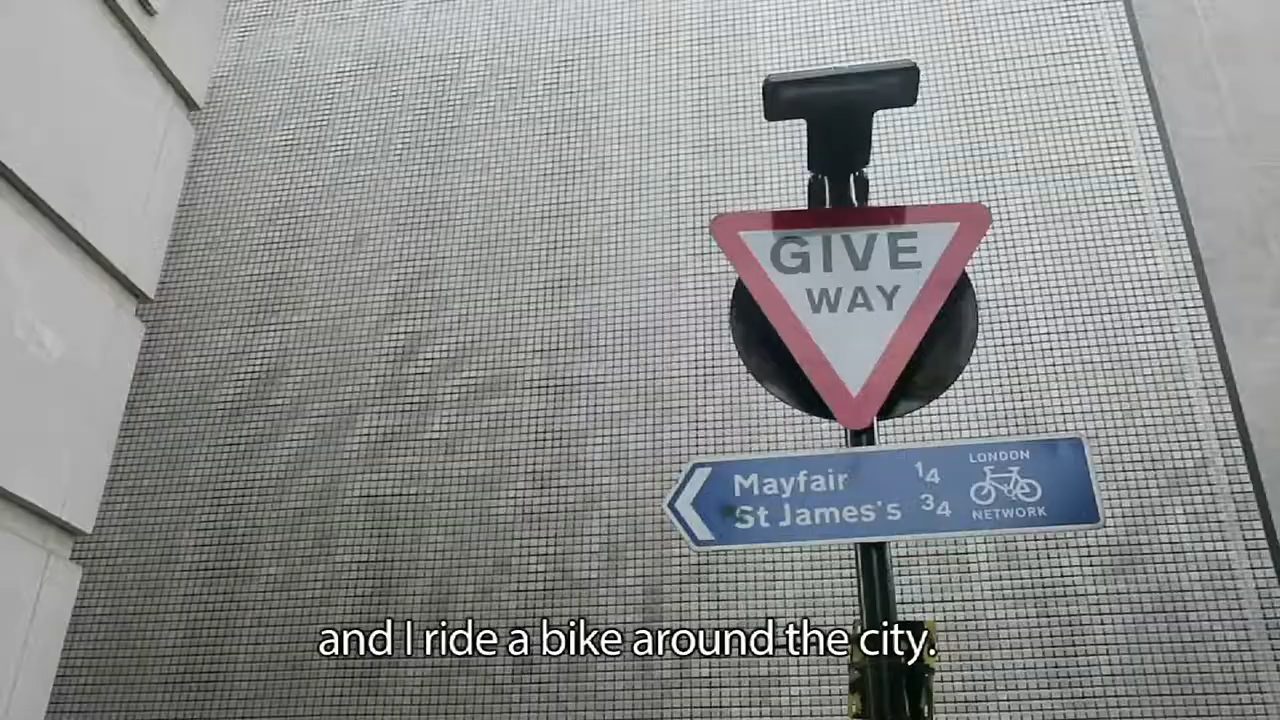 GIVE
WAY
LONDON
Mayfair 1/4
St James's 3/4
NETWORK
and I ride a bike around the city.